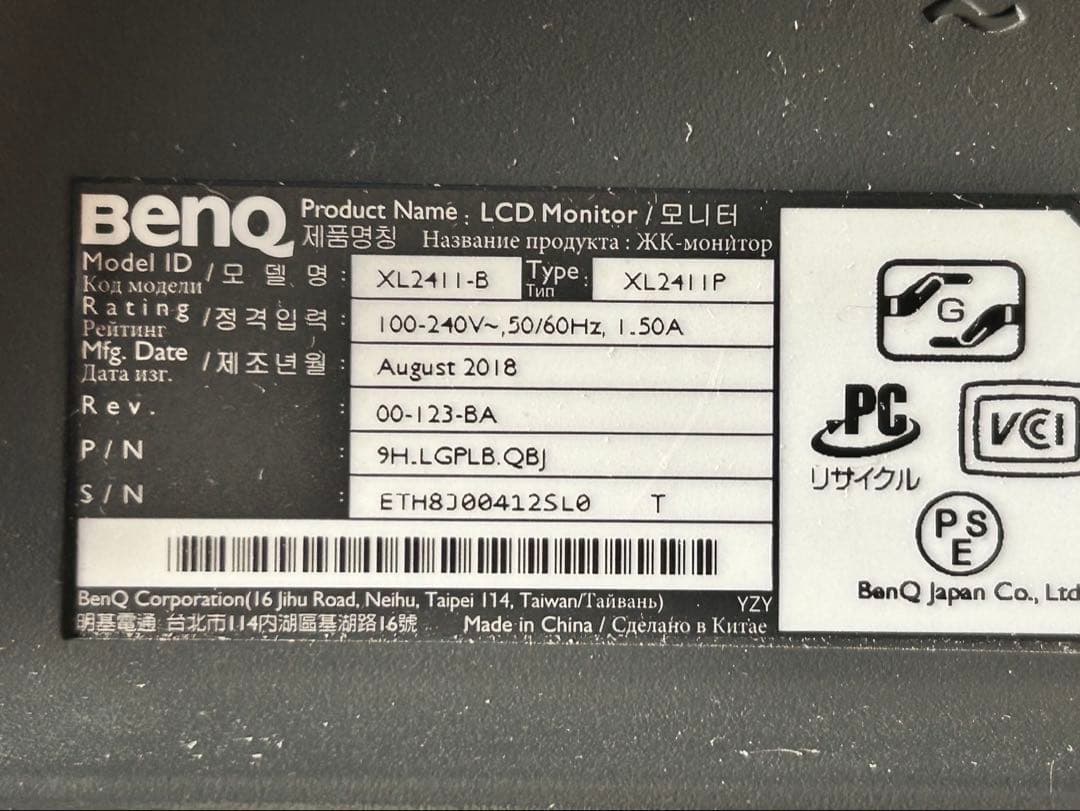 BenQ Product Name : LCD Monitor / 모니터
제품명칭 Название продукта : ЖК-монитор
Model ID / 모 델 명 : XL2411-B Type : XL2411P
Код модели Тип
Rating / 정격입력 : 100-240V~, 50/60Hz, 1.50A
Рейтинг
Mfg. Date / 제조년월 : August 2018
Дата изг.
Rev. : 00-123-BA
P/N : 9H.LGPLB.QBJ
S/N : ETH8J00412SL0 T
BenQ Corporation(16 Jihu Road, Neihu, Taipei 114, Taiwan/Тайвань) YZY
明基電通 台北市114內湖區基湖路16號 Made in China / Сделано в Китае
G
PC
リサイクル
VCCI
PSE
BenQ Japan Co., Ltd